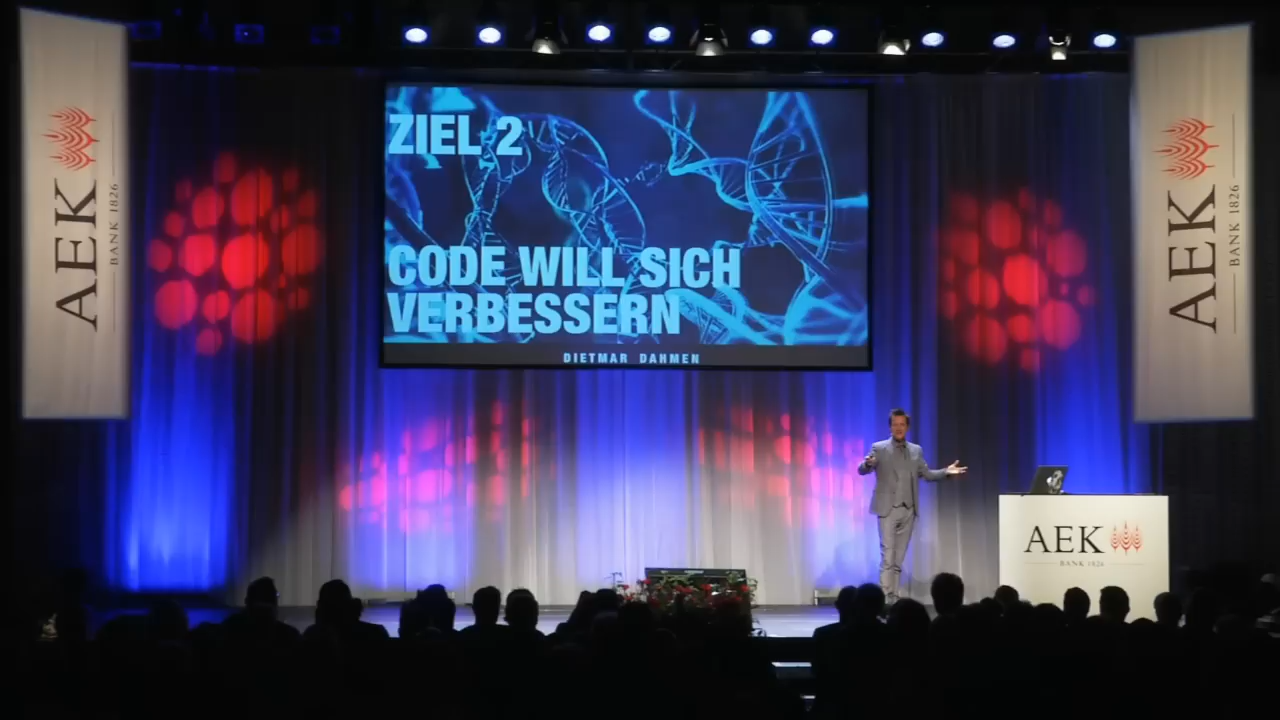 AEK
BANK 1826
ZIEL 2
CODE WILL SICH
VERBESSERN
DIETMAR DAHMEN
AEK
BANK 1826
AEK
BANK 1826